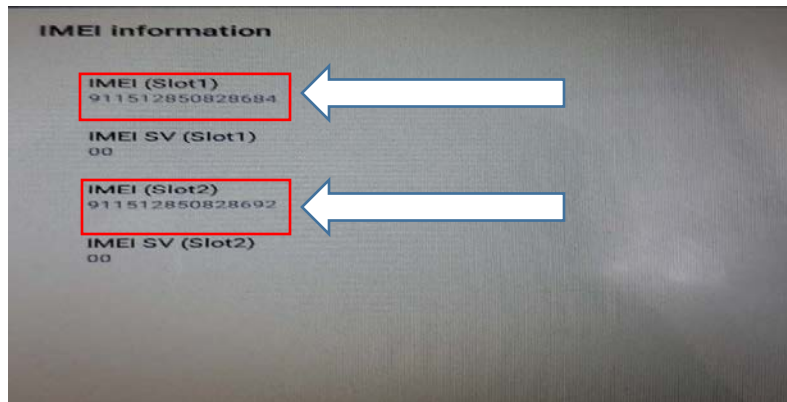 IMEI information
IMEI (Slot1)
911512850828684
IMEI SV (Slot1)
00
IMEI (Slot2)
911512850828692
IMEI SV (Slot2)
00